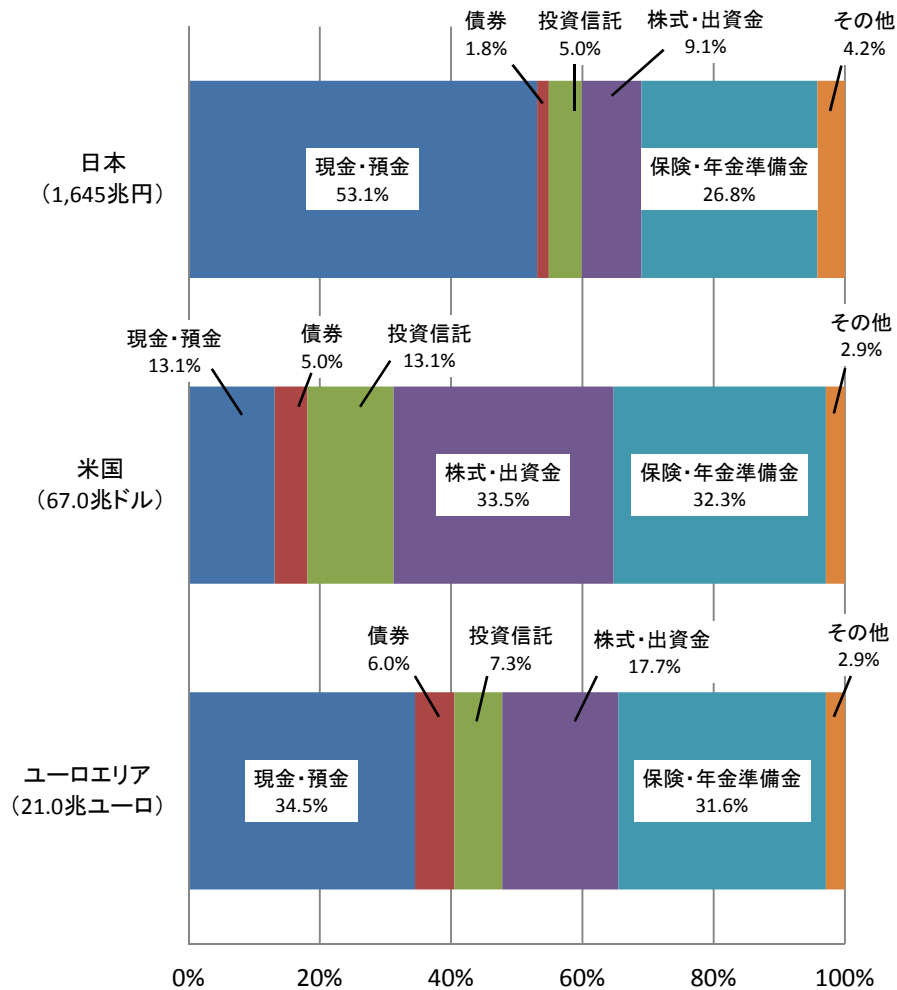 債券
1.8%
投資信託
5.0%
株式・出資金
9.1%
その他
4.2%
日本
（1,645兆円）
現金・預金
53.1%
保険・年金準備金
26.8%
現金・預金
13.1%
債券
5.0%
投資信託
13.1%
その他
2.9%
米国
（67.0兆ドル）
株式・出資金
33.5%
保険・年金準備金
32.3%
債券
6.0%
投資信託
7.3%
株式・出資金
17.7%
その他
2.9%
ユーロエリア
（21.0兆ユーロ）
現金・預金
34.5%
保険・年金準備金
31.6%
0% 20% 40% 60% 80% 100%